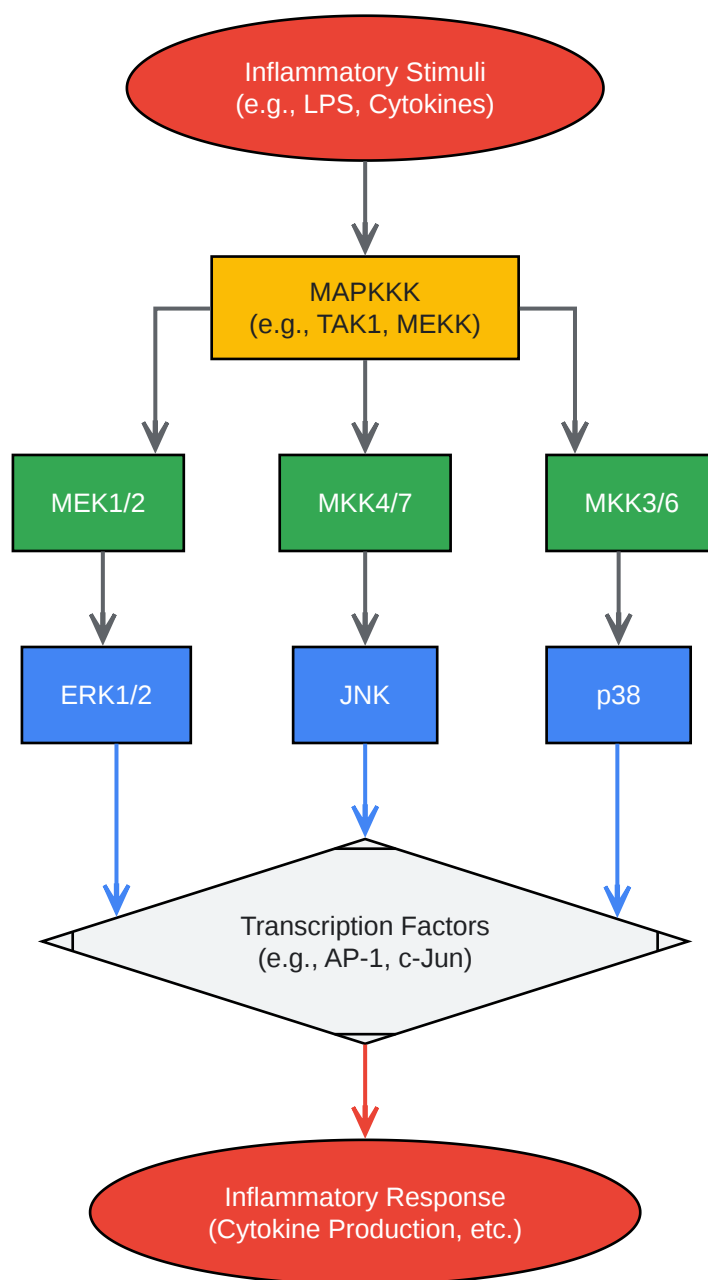 Inflammatory Stimuli
(e.g., LPS, Cytokines)
MAPKKK
(e.g., TAK1, MEKK)
MEK1/2
MKK4/7
MKK3/6
ERK1/2
JNK
p38
Transcription Factors
(e.g., AP-1, c-Jun)
Inflammatory Response
(Cytokine Production, etc.)